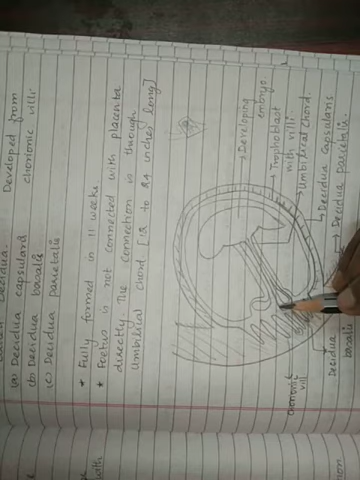 Decidua.
Developed from
(a) Decidua capsulard chorionic villi
(b) Decidua basalis
(c) Decidua parietalis
* Fully formed in 11 weeks
* Foetus is not connected with placenta
directly. The connection is through
Umbilical chord [12 to 24 inches long]
Developing
embryo.
Trophoblast
with villi
Umbilical Chord.
Decidua Capsularis
Decidua Parietalis.
Decidua
basalis
Chorionic
villi
with